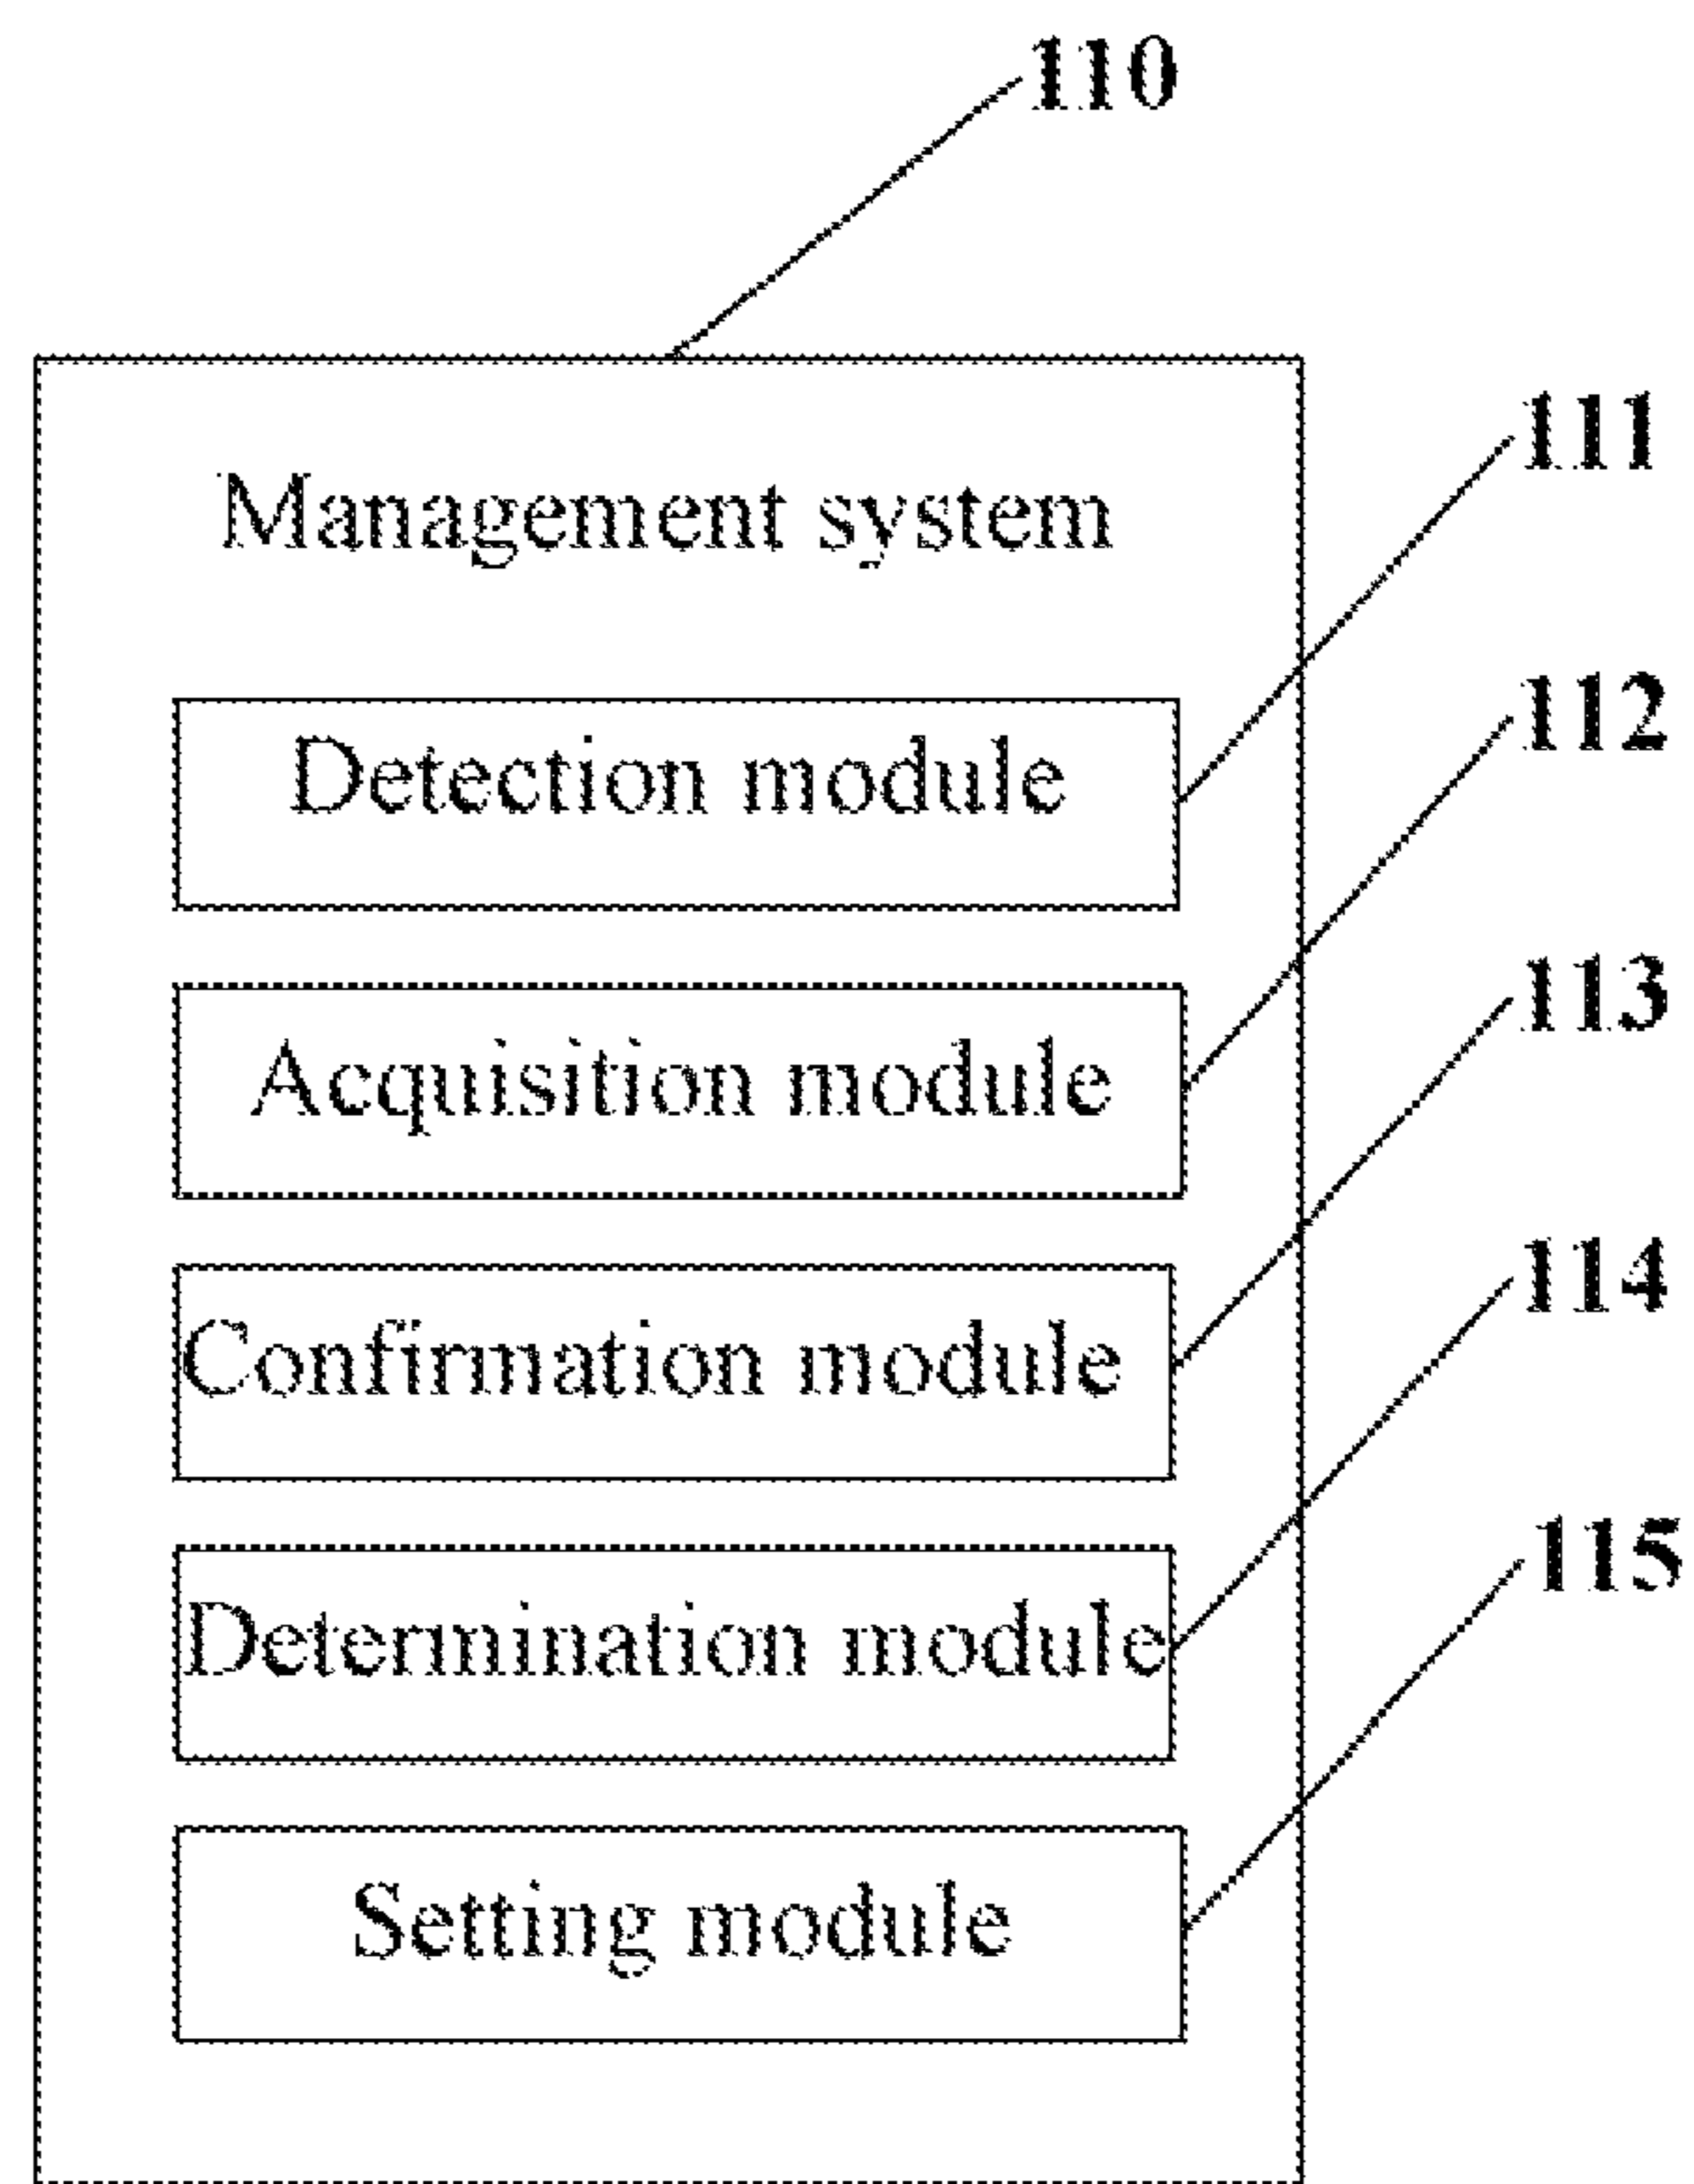 110
Management system
111
Detection module
112
Acquisition module
113
Confirmation module
114
Determination module
115
Setting module